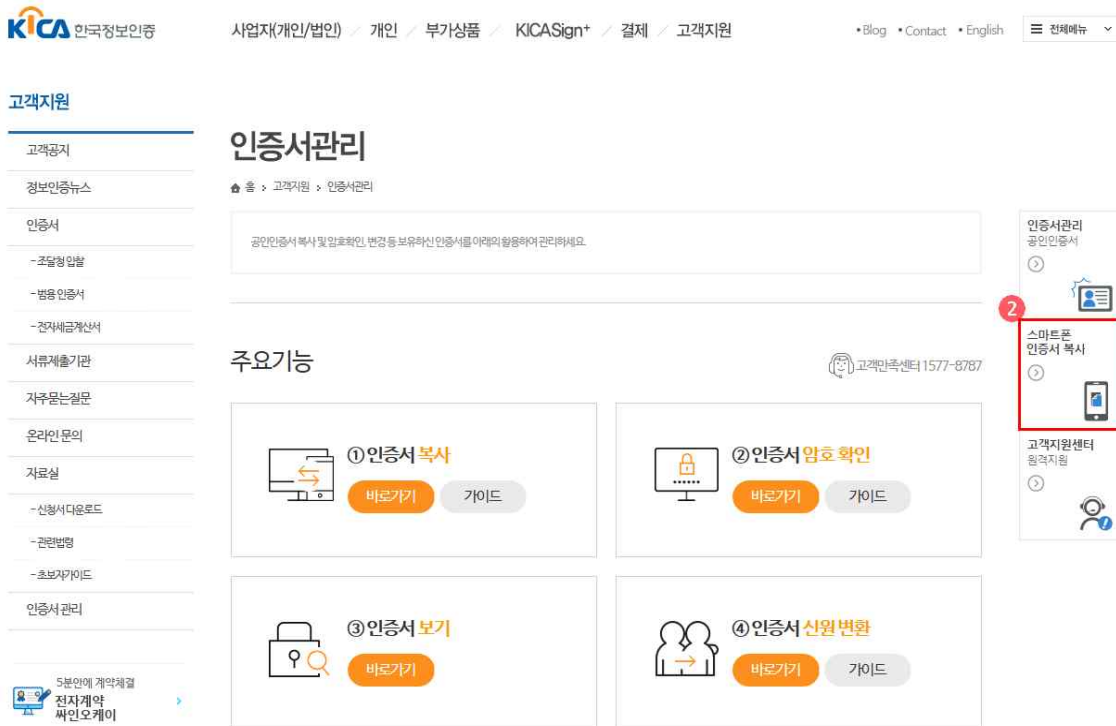 KICA 한국정보인증
사업자(개인/법인) / 개인 / 부가상품 / KICASign+ / 결제 / 고객지원
•Blog •Contact •English
전체메뉴
고객지원
고객공지
정보인증뉴스
인증서
-조달청 입찰
-범용 인증서
-전자세금계산서
서류제출기관
자주묻는질문
온라인 문의
자료실
-신청서 다운로드
-관련법령
-초보자가이드
인증서 관리
5분안에 계약체결
전자계약
싸인오케이
인증서관리
홈 > 고객지원 > 인증서관리
공인인증서 복사 및 암호확인, 변경 등 보유하신 인증서를 아래의 활용하여 관리하세요.
주요기능
고객만족센터 1577-8787
① 인증서 복사
바로가기 가이드
② 인증서 암호 확인
바로가기 가이드
③ 인증서 보기
바로가기
④ 인증서 신원 변환
바로가기 가이드
인증서관리
공인인증서
2
스마트폰
인증서 복사
고객지원센터
원격지원